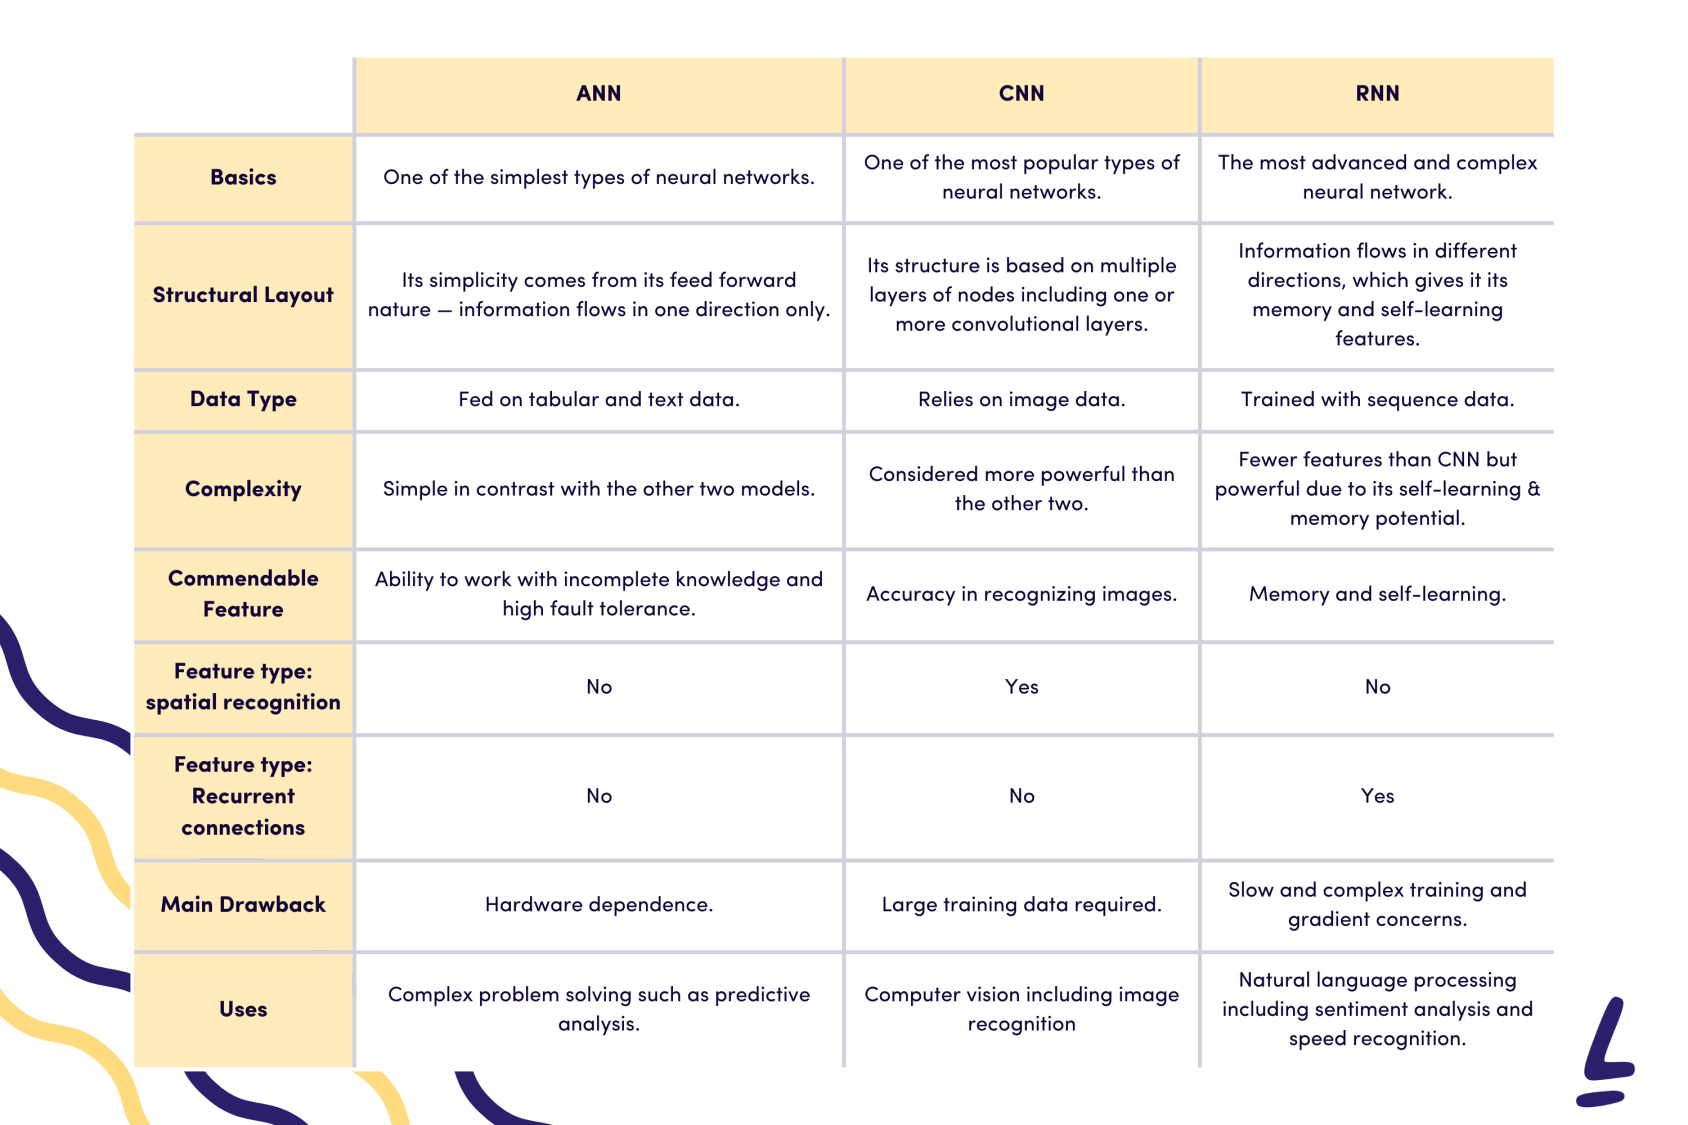 ANN
CNN
RNN
Basics
One of the simplest types of neural networks.
One of the most popular types of
neural networks.
The most advanced and complex
neural network.
Structural Layout
Its simplicity comes from its feed forward
nature — information flows in one direction only.
Its structure is based on multiple
layers of nodes including one or
more convolutional layers.
Information flows in different
directions, which gives it its
memory and self-learning
features.
Data Type
Fed on tabular and text data.
Relies on image data.
Trained with sequence data.
Complexity
Simple in contrast with the other two models.
Considered more powerful than
the other two.
Fewer features than CNN but
powerful due to its self-learning &
memory potential.
Commendable
Feature
Ability to work with incomplete knowledge and
high fault tolerance.
Accuracy in recognizing images.
Memory and self-learning.
Feature type:
spatial recognition
No
Yes
No
Feature type:
Recurrent
connections
No
No
Yes
Main Drawback
Hardware dependence.
Large training data required.
Slow and complex training and
gradient concerns.
Uses
Complex problem solving such as predictive
analysis.
Computer vision including image
recognition
Natural language processing
including sentiment analysis and
speed recognition.